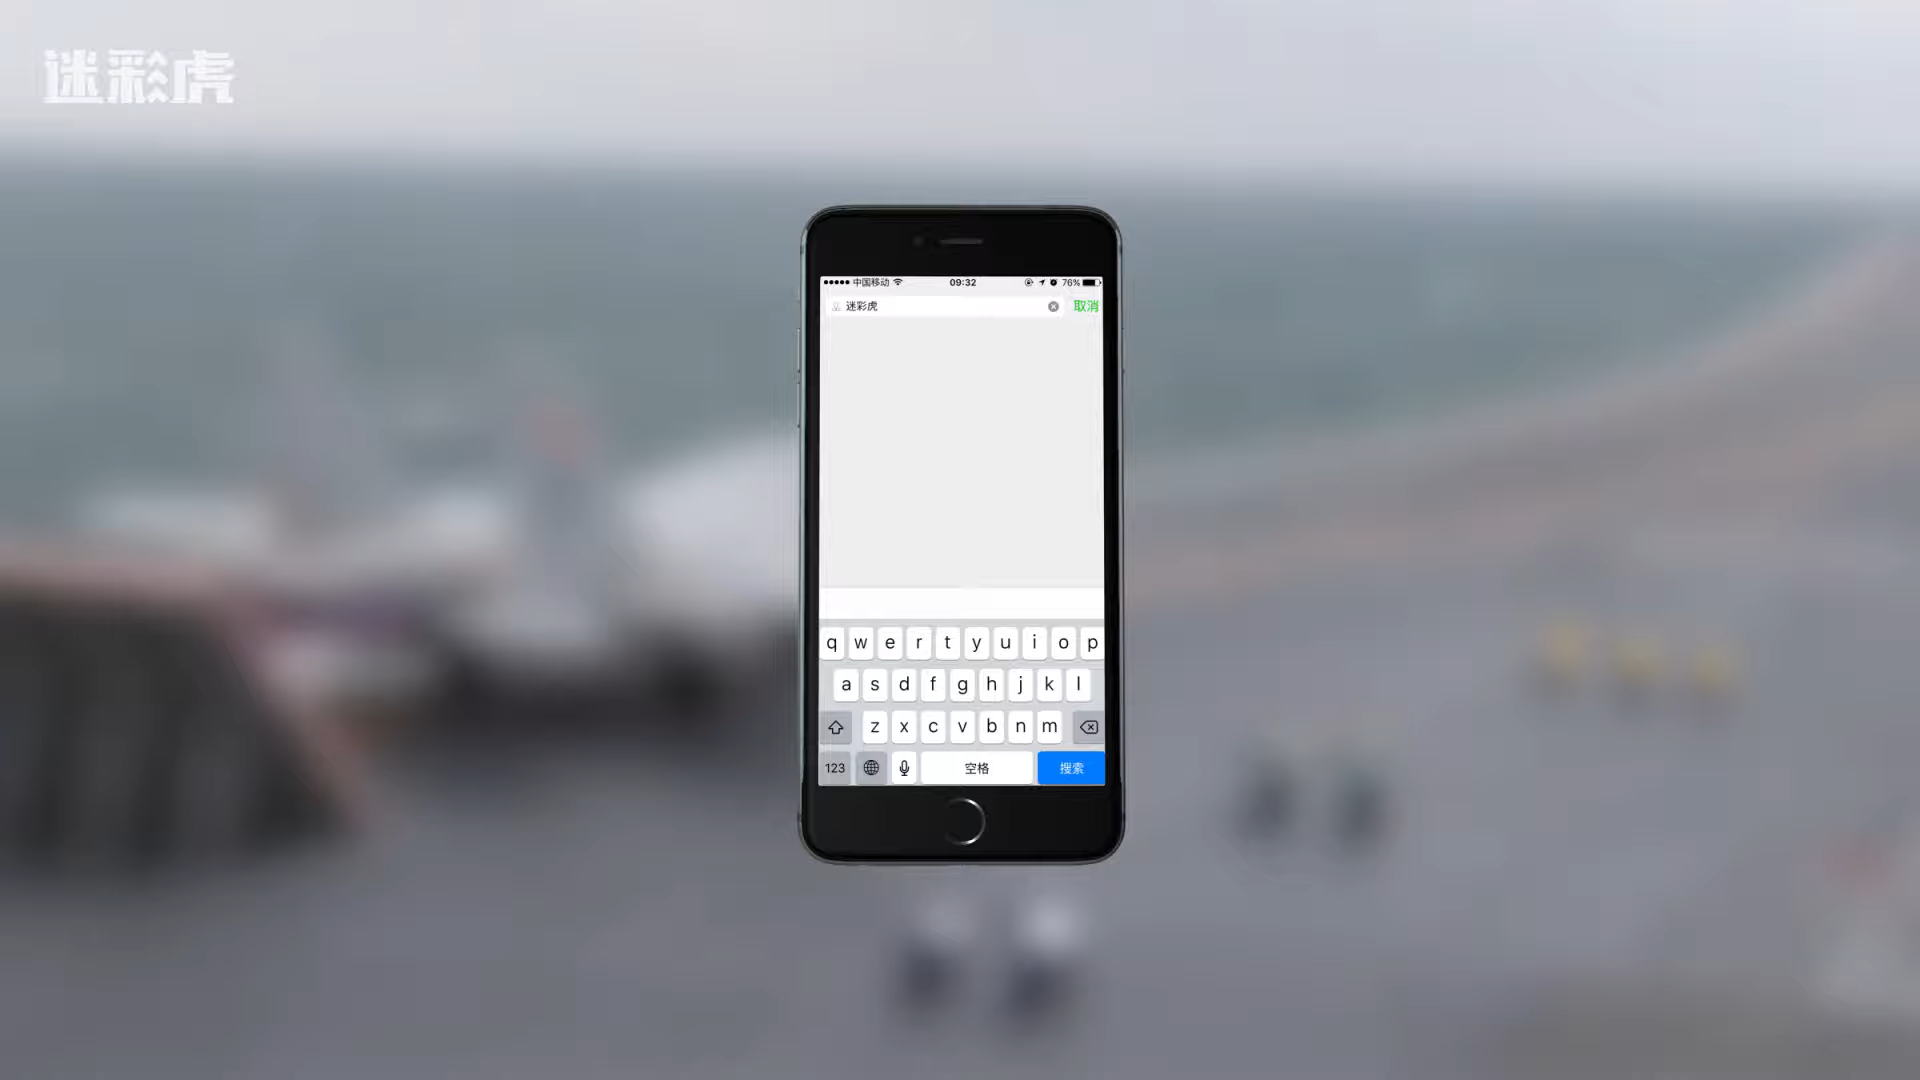 迷彩虎
中国移动 09:32 76%
迷彩虎 取消
q w e r t y u i o p
a s d f g h j k l
z x c v b n m
123 空格 搜索